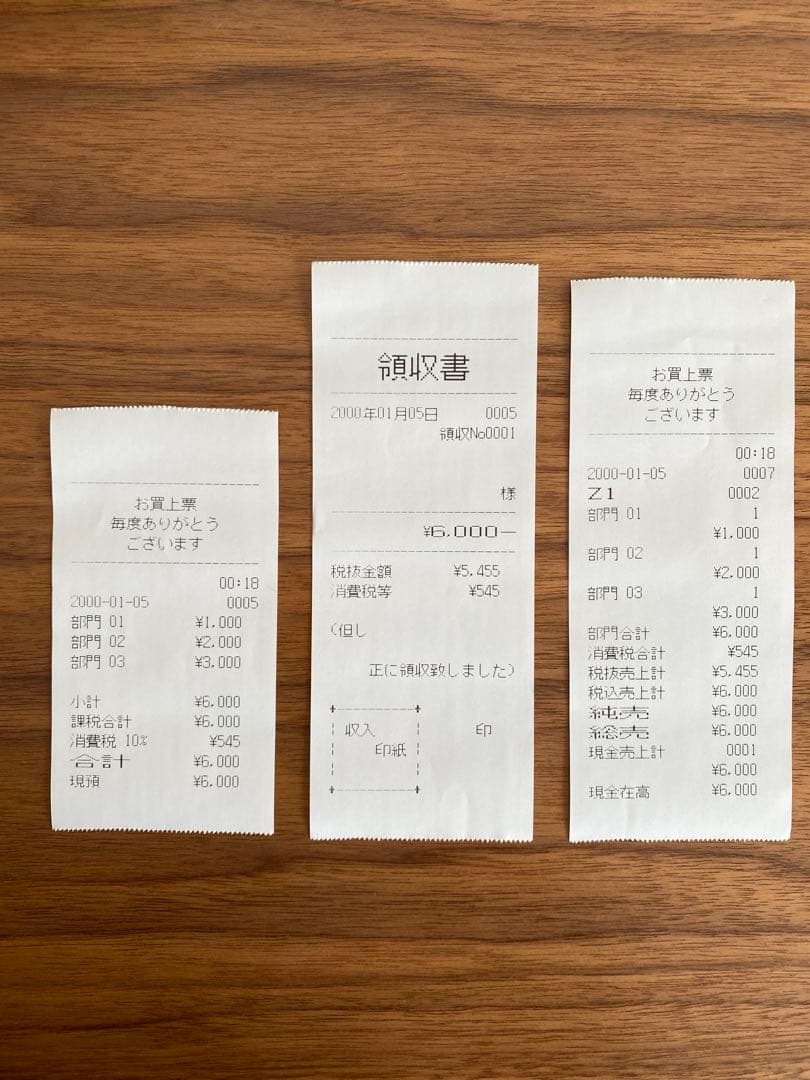 お買上票
毎度ありがとう
ございます
00:18
2000-01-05 0005
部門 01 ¥1,000
部門 02 ¥2,000
部門 03 ¥3,000
小計 ¥6,000
課税合計 ¥6,000
消費税 10% ¥545
合計 ¥6,000
現預 ¥6,000
領収書
2000年01月05日 0005
領収No0001
様
¥6,000−
税抜金額 ¥5,455
消費税等 ¥545
(但し
正に領収致しました)
収入
印紙
印
お買上票
毎度ありがとう
ございます
00:18
2000-01-05 0007
Z1 0002
部門 01 1
¥1,000
部門 02 1
¥2,000
部門 03 1
¥3,000
部門合計 ¥6,000
消費税合計 ¥545
税抜売上計 ¥5,455
税込売上計 ¥6,000
純売 ¥6,000
総売 ¥6,000
現金売上計 0001
¥6,000
現金在高 ¥6,000